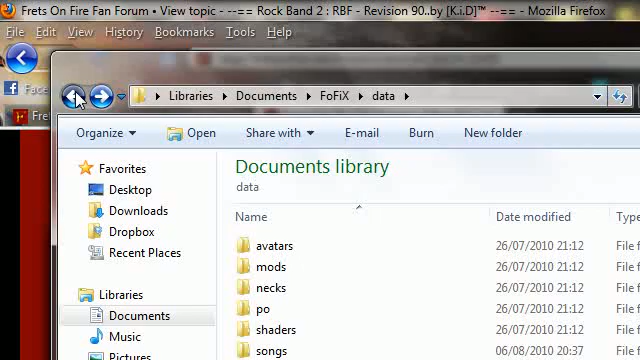 Frets On Fire Fan Forum • View topic - --== Rock Band 2 : RBF - Revision 90..by [K.i.D]™ --== - Mozilla Firefox
File Edit View History Bookmarks Tools Help
Face
Libraries Documents FoFiX data
Fre
Organize Open Share with E-mail Burn New folder
Favorites
Desktop
Downloads
Dropbox
Recent Places
Libraries
Documents
Music
Pictures
Documents library
data
Name Date modified Type
avatars 26/07/2010 21:12 File f
mods 26/07/2010 21:12 File f
necks 26/07/2010 21:12 File f
po 26/07/2010 21:12 File f
shaders 26/07/2010 21:12 File f
songs 06/08/2010 20:37 File f